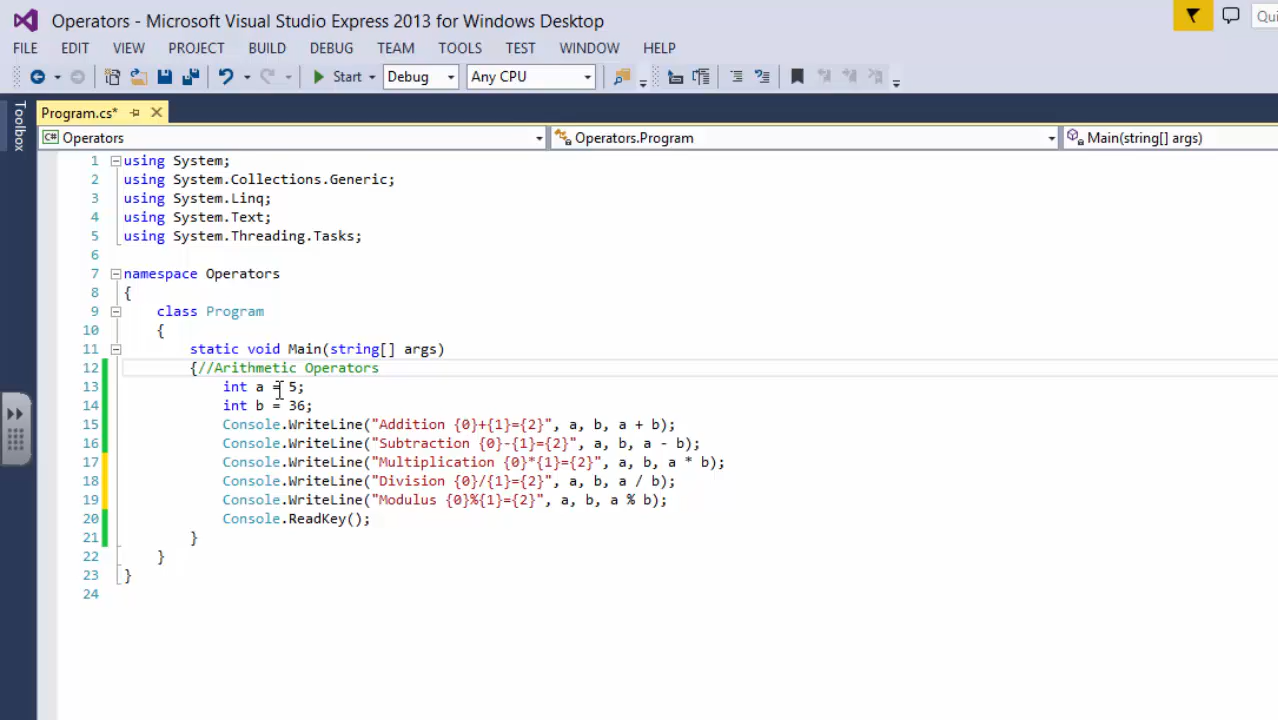 Operators - Microsoft Visual Studio Express 2013 for Windows Desktop
Qui
FILE EDIT VIEW PROJECT BUILD DEBUG TEAM TOOLS TEST WINDOW HELP
Start Debug Any CPU
Toolbox
Program.cs*
C# Operators Operators.Program Main(string[] args)
1 using System;
2 using System.Collections.Generic;
3 using System.Linq;
4 using System.Text;
5 using System.Threading.Tasks;
6
7 namespace Operators
8 {
9 class Program
10 {
11 static void Main(string[] args)
12 {//Arithmetic Operators
13 int a = 5;
14 int b = 36;
15 Console.WriteLine("Addition {0}+{1}={2}", a, b, a + b);
16 Console.WriteLine("Subtraction {0}-{1}={2}", a, b, a - b);
17 Console.WriteLine("Multiplication {0}*{1}={2}", a, b, a * b);
18 Console.WriteLine("Division {0}/{1}={2}", a, b, a / b);
19 Console.WriteLine("Modulus {0}%{1}={2}", a, b, a % b);
20 Console.ReadKey();
21 }
22 }
23 }
24